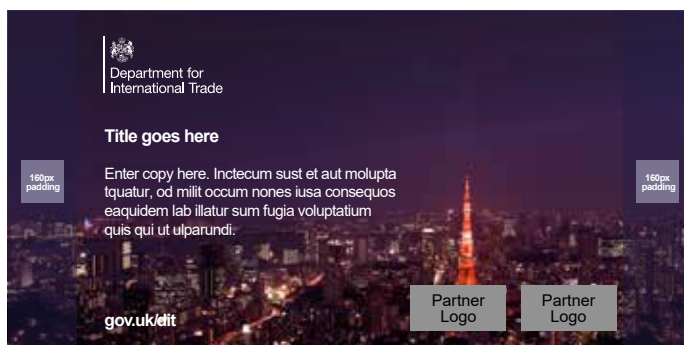 Department for
International Trade
Title goes here
160px
padding
Enter copy here. Inctecum sust et aut molupta
tquatur, od milit occum nones iusa consequos
eaquidem lab illatur sum fugia voluptatium
quis qui ut ulparundi.
160px
padding
gov.uk/dit
Partner
Logo
Partner
Logo